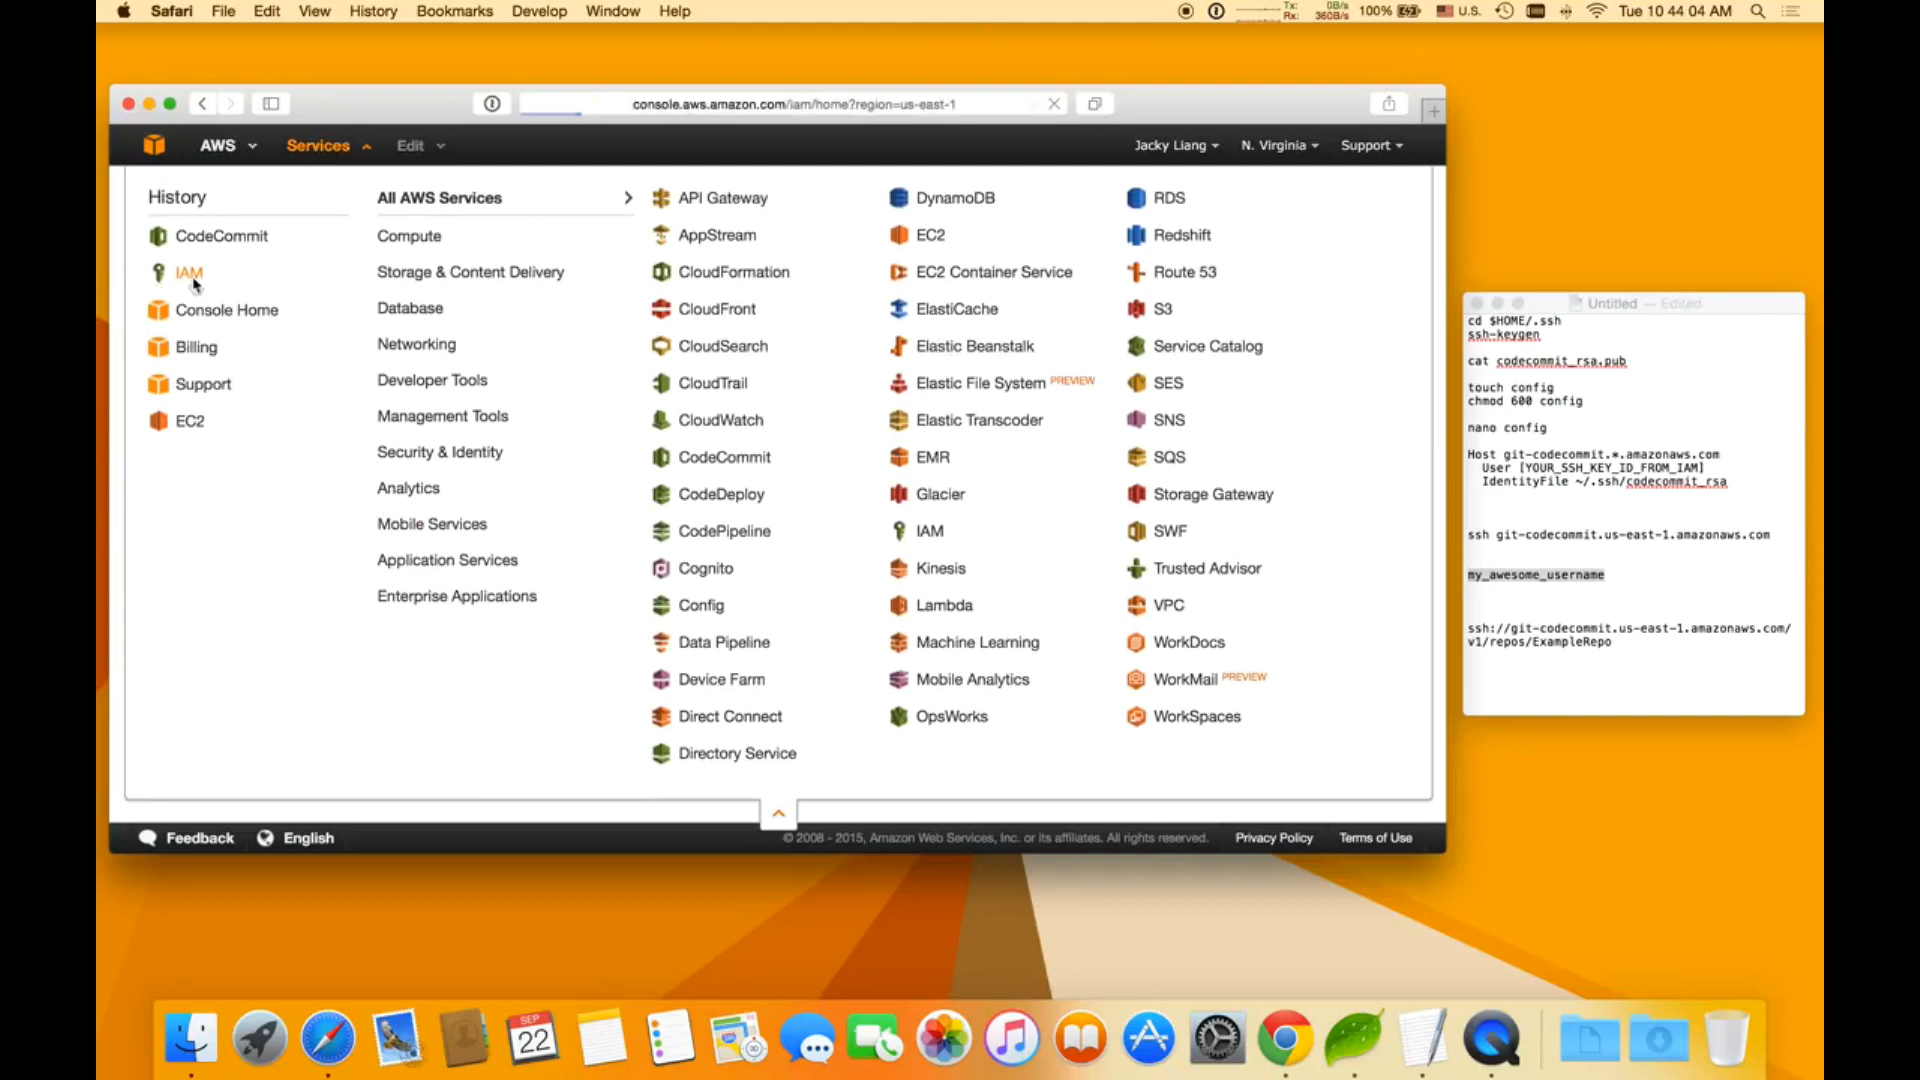 Safari File Edit View History Bookmarks Develop Window Help
Tx: 0B/s
Rx: 360B/s
100% U.S. Tue 10 44 04 AM
console.aws.amazon.com/iam/home?region=us-east-1
AWS Services Edit Jacky Liang N. Virginia Support
History
CodeCommit
IAM
Console Home
Billing
Support
EC2
All AWS Services
Compute
Storage & Content Delivery
Database
Networking
Developer Tools
Management Tools
Security & Identity
Analytics
Mobile Services
Application Services
Enterprise Applications
API Gateway
AppStream
CloudFormation
CloudFront
CloudSearch
CloudTrail
CloudWatch
CodeCommit
CodeDeploy
CodePipeline
Cognito
Config
Data Pipeline
Device Farm
Direct Connect
Directory Service
DynamoDB
EC2
EC2 Container Service
ElastiCache
Elastic Beanstalk
Elastic File System PREVIEW
Elastic Transcoder
EMR
Glacier
IAM
Kinesis
Lambda
Machine Learning
Mobile Analytics
OpsWorks
RDS
Redshift
Route 53
S3
Service Catalog
SES
SNS
SQS
Storage Gateway
SWF
Trusted Advisor
VPC
WorkDocs
WorkMail PREVIEW
WorkSpaces
Feedback English © 2008 - 2015, Amazon Web Services, Inc. or its affiliates. All rights reserved. Privacy Policy Terms of Use
Untitled — Edited
cd $HOME/.ssh
ssh-keygen
cat codecommit_rsa.pub
touch config
chmod 600 config
nano config
Host git-codecommit.*.amazonaws.com
User [YOUR_SSH_KEY_ID_FROM_IAM]
IdentityFile ~/.ssh/codecommit_rsa
ssh git-codecommit.us-east-1.amazonaws.com
my_awesome_username
ssh://git-codecommit.us-east-1.amazonaws.com/
v1/repos/ExampleRepo
SEP
22